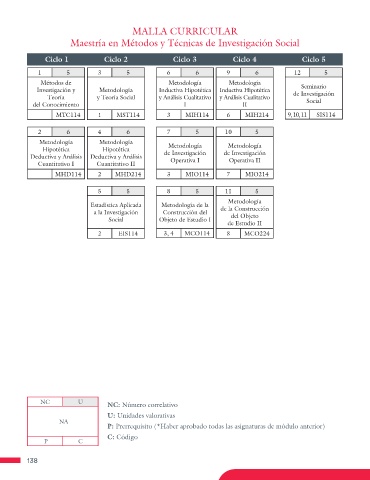 MALLA CURRICULAR
Maestría en Métodos y Técnicas de Investigación Social
Ciclo 1 Ciclo 2 Ciclo 3 Ciclo 4 Ciclo 5
1 5
Métodos de
Investigación y
Teoría
del Conocimiento
MTC114
3 5
Metodología
y Teoría Social
1 MST114
6 6
Metodología
Inductiva Hipotética
y Análisis Cualitativo
I
3 MIH114
9 6
Metodología
Inductiva Hipotética
y Análisis Cualitativo
II
6 MIH214
12 5
Seminario
de Investigación
Social
9, 10, 11 SIS114
2 6
Metodología
Hipotética
Deductiva y Análisis
Cuantitativo I
MHD114
4 6
Metodología
Hipotética
Deductiva y Análisis
Cuantitativo II
2 MHD214
7 5
Metodología
de Investigación
Operativa I
3 MIO114
10 5
Metodología
de Investigación
Operativa II
7 MIO214
5 5
Estadística Aplicada
a la Investigación
Social
2 EIS114
8 5
Metodología de la
Construcción del
Objeto de Estudio I
3, 4 MCO114
11 5
Metodología
de la Construcción
del Objeto
de Estudio II
8 MCO224
NC U
NA
P C
NC: Número correlativo
U: Unidades valorativas
P: Prerrequisito (*Haber aprobado todas las asignaturas de módulo anterior)
C: Código
138